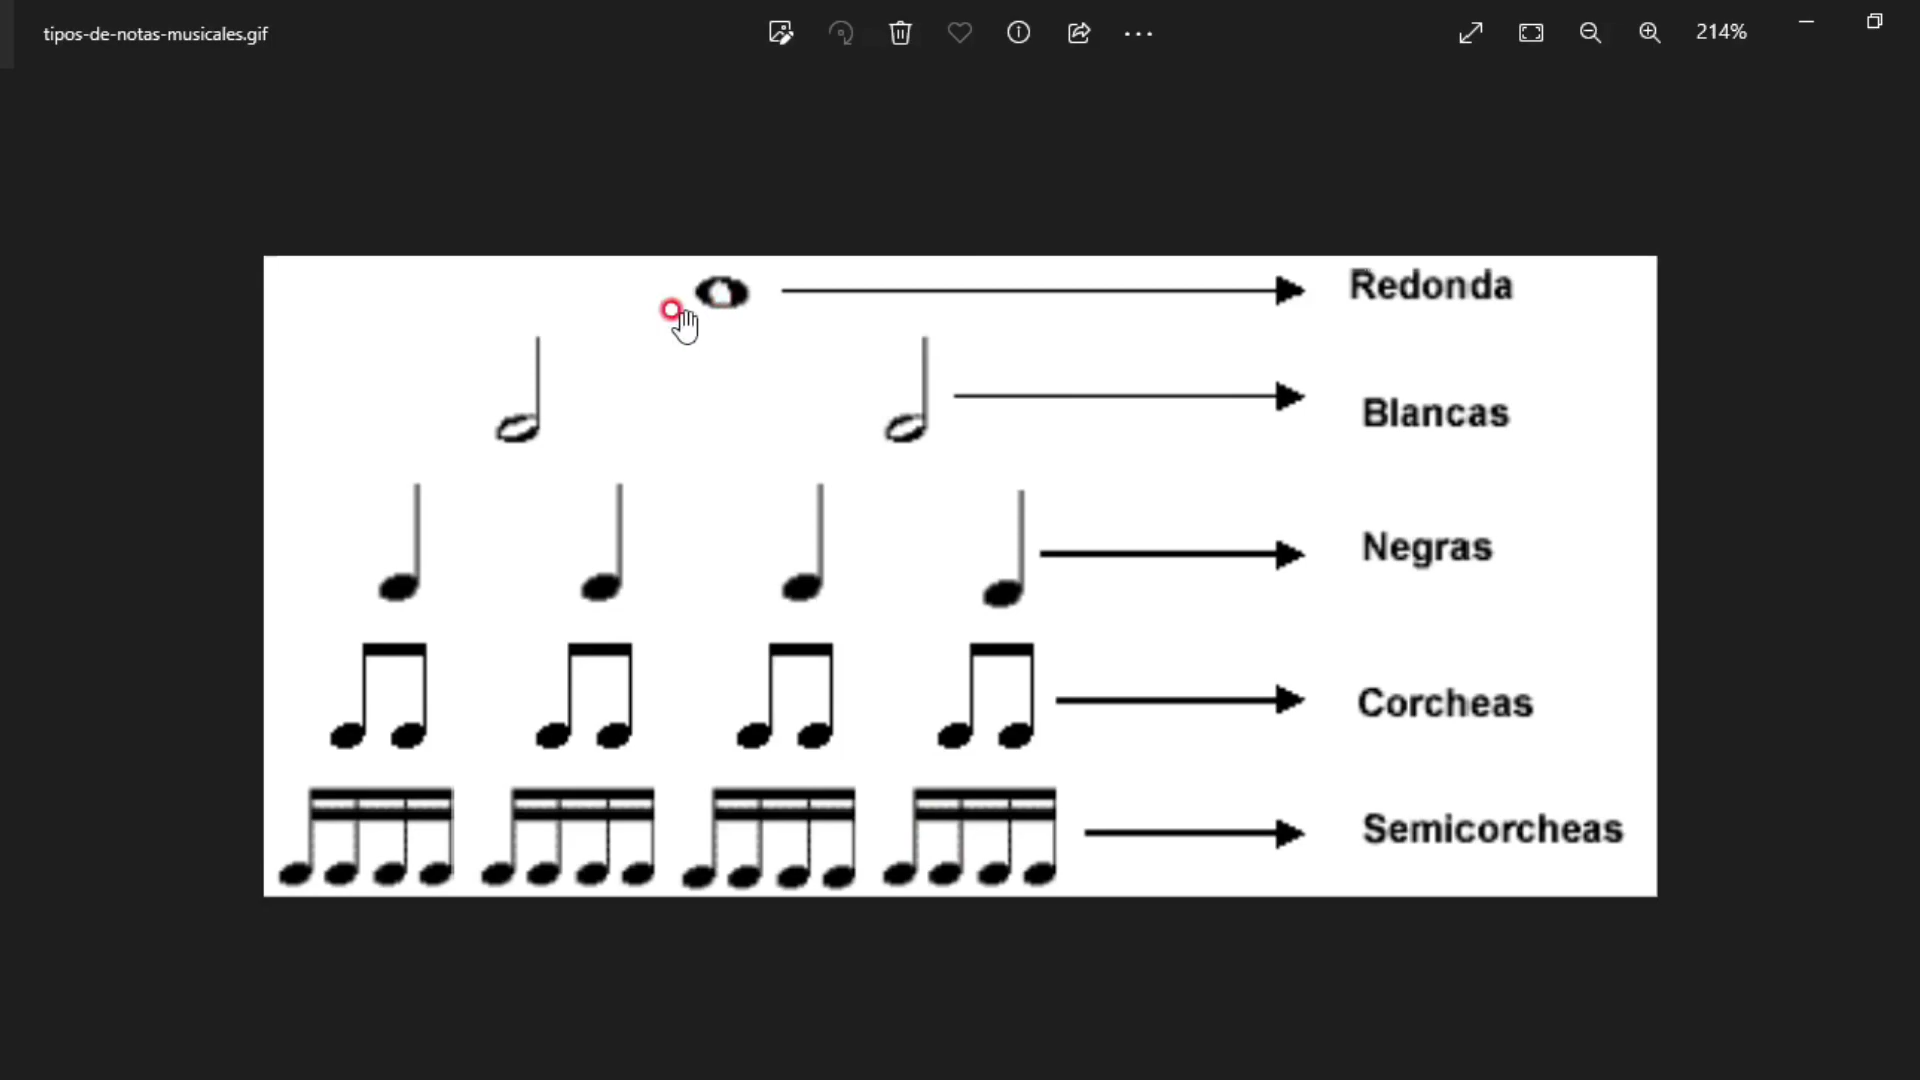 tipos-de-notas-musicales.gif
214%
Redonda
Blancas
Negras
Corcheas
Semicorcheas